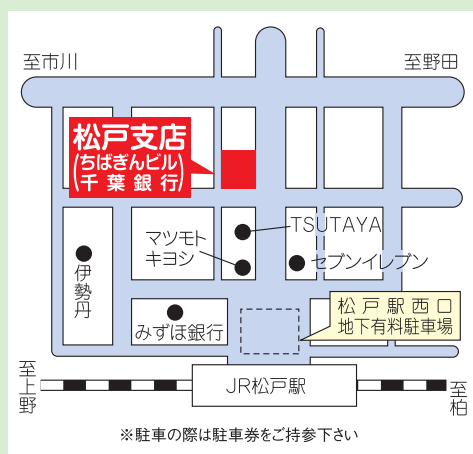 至市川
至野田
松戸支店
(ちばぎんビル)
(千葉銀行)
TSUTAYA
マツモト
キヨシ
セブンイレブン
伊勢丹
松戸駅西口
地下有料駐車場
みずほ銀行
至上野
JR松戸駅
至柏
※駐車の際は駐車券をご持参下さい